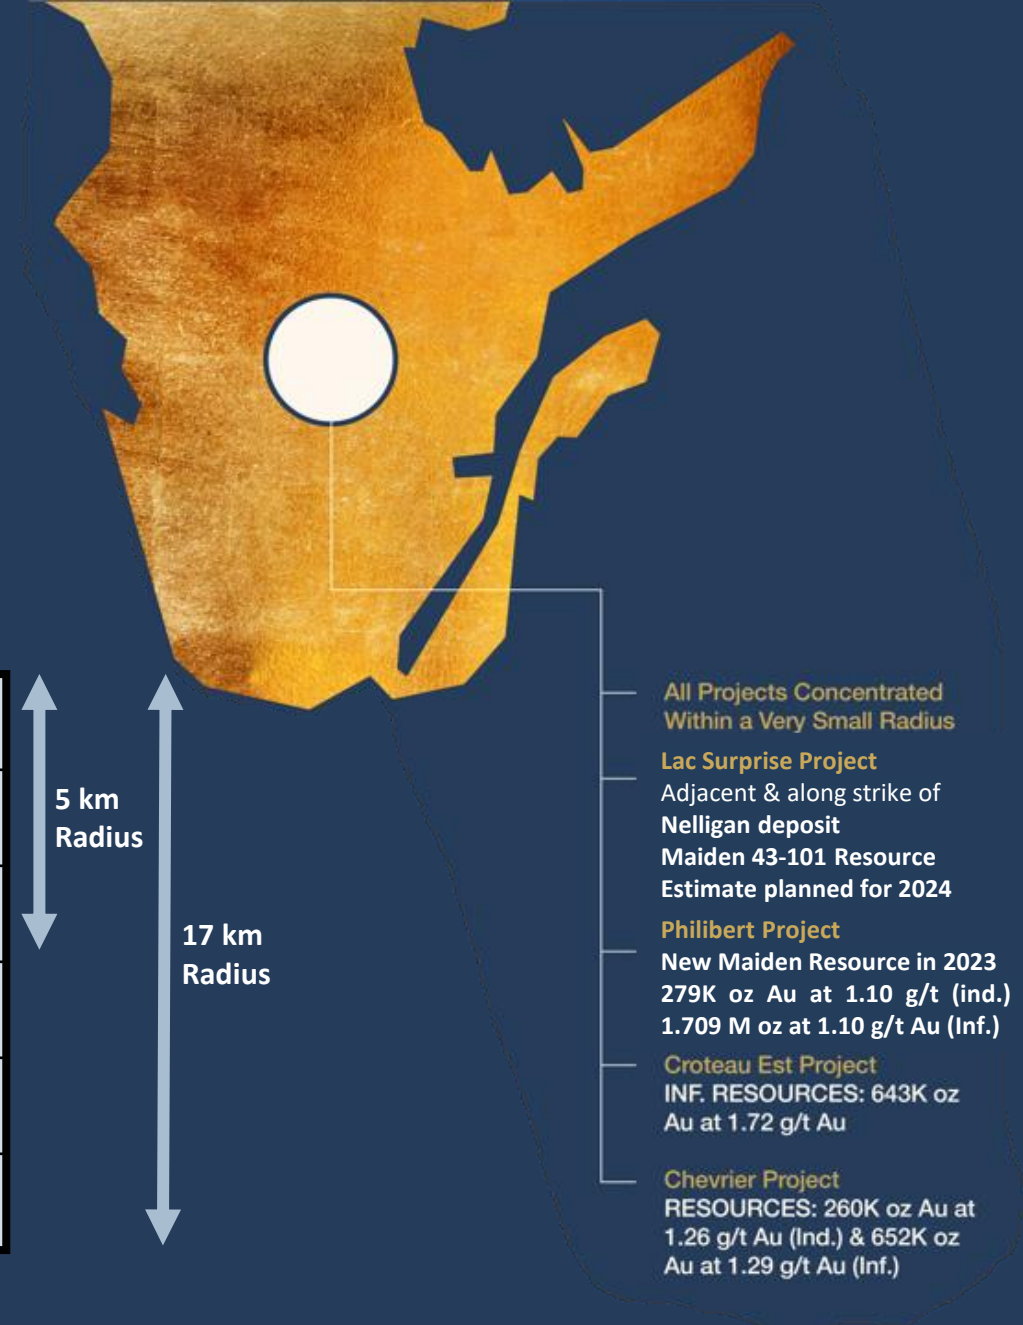 5 km
Radius
17 km
Radius
All Projects Concentrated
Within a Very Small Radius
Lac Surprise Project
Adjacent & along strike of
Nelligan deposit
Maiden 43-101 Resource
Estimate planned for 2024
Philibert Project
New Maiden Resource in 2023
279K oz Au at 1.10 g/t (ind.)
1.709 M oz at 1.10 g/t Au (Inf.)
Croteau Est Project
INF. RESOURCES: 643K oz
Au at 1.72 g/t Au
Chevrier Project
RESOURCES: 260K oz Au at
1.26 g/t Au (Ind.) & 652K oz
Au at 1.29 g/t Au (Inf.)